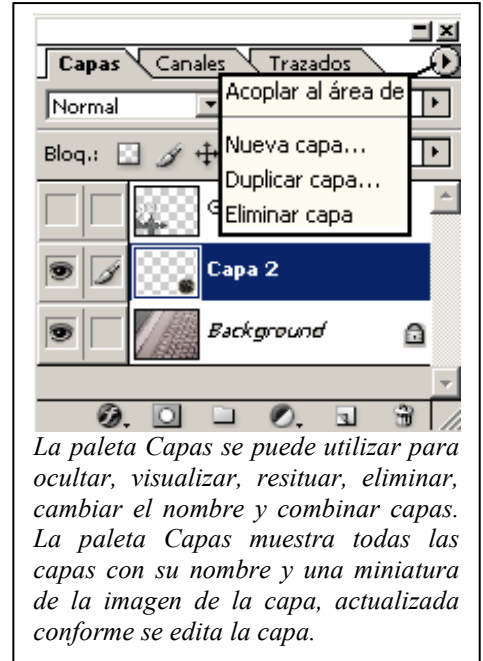 Capas Canales Trazados
Normal
Acoplar al área de
Bloq.:
Nueva capa...
Duplicar capa...
Eliminar capa
Capa 2
Background
La paleta Capas se puede utilizar para
ocultar, visualizar, resituar, eliminar,
cambiar el nombre y combinar capas.
La paleta Capas muestra todas las
capas con su nombre y una miniatura
de la imagen de la capa, actualizada
conforme se edita la capa.